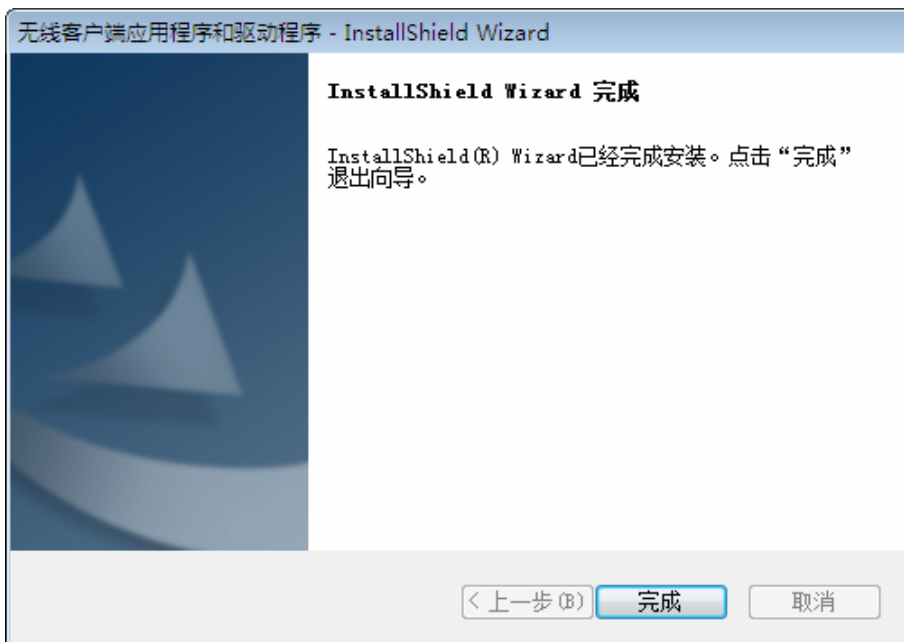 无线客户端应用程序和驱动程序 - InstallShield Wizard
InstallShield Wizard 完成
InstallShield(R) Wizard已经完成安装。点击“完成”
退出向导。
< 上一步(B)
完成
取消